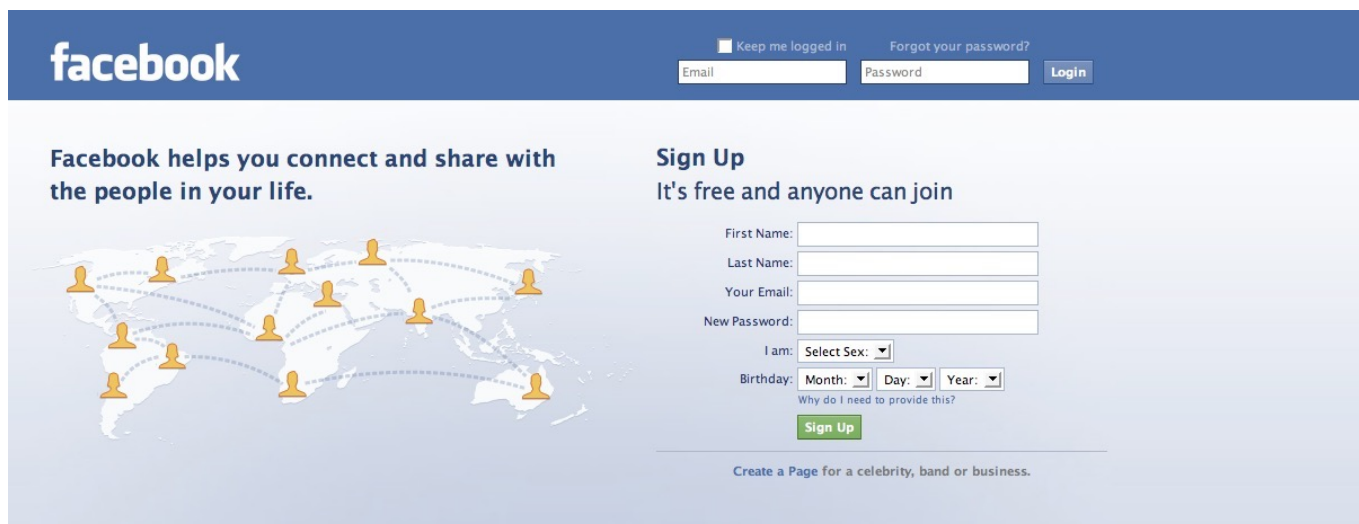 facebook
Keep me logged in
Forgot your password?
Email
Password
Login
Facebook helps you connect and share with
the people in your life.
Sign Up
It's free and anyone can join
First Name:
Last Name:
Your Email:
New Password:
I am: Select Sex:
Birthday: Month: Day: Year:
Why do I need to provide this?
Sign Up
Create a Page for a celebrity, band or business.